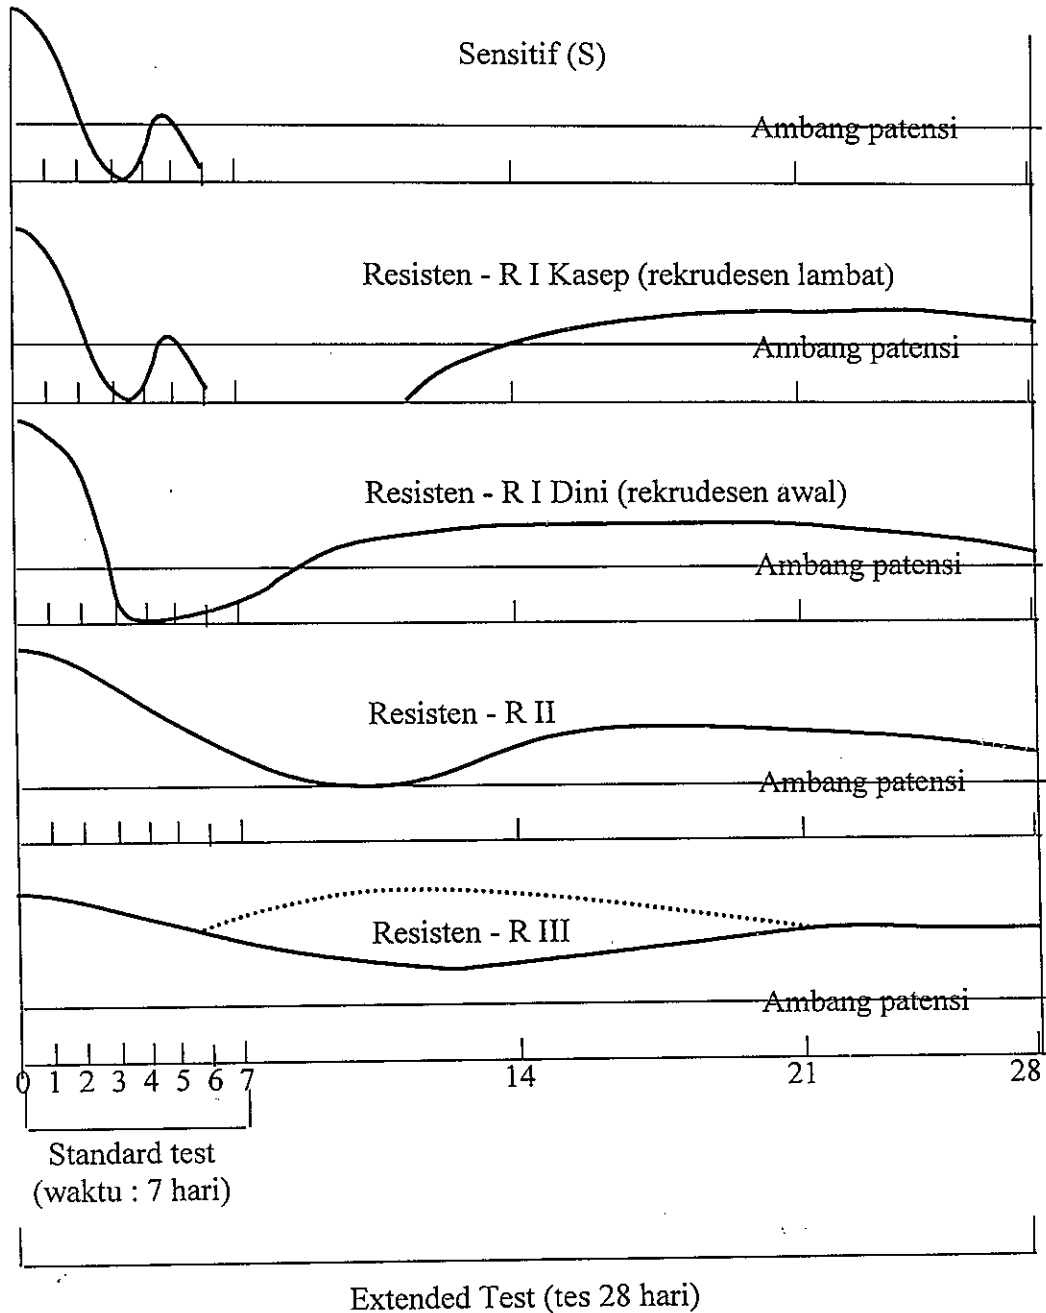 Sensitif (S)
Ambang patensi
Resisten - R I Kasep (rekrudesen lambat)
Ambang patensi
Resisten - R I Dini (rekrudesen awal)
Ambang patensi
Resisten - R II
Ambang patensi
Resisten - R III
Ambang patensi
0 1 2 3 4 5 6 7 14 21 28
Standard test
(waktu : 7 hari)
Extended Test (tes 28 hari)